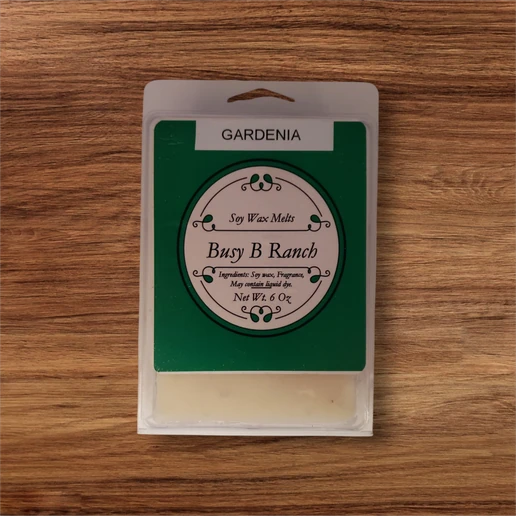 GARDENIA
Soy Wax Melts
Busy B Ranch
Ingredients: Soy wax, Fragrance,
May contain liquid dye.
Net Wt. 6 Oz